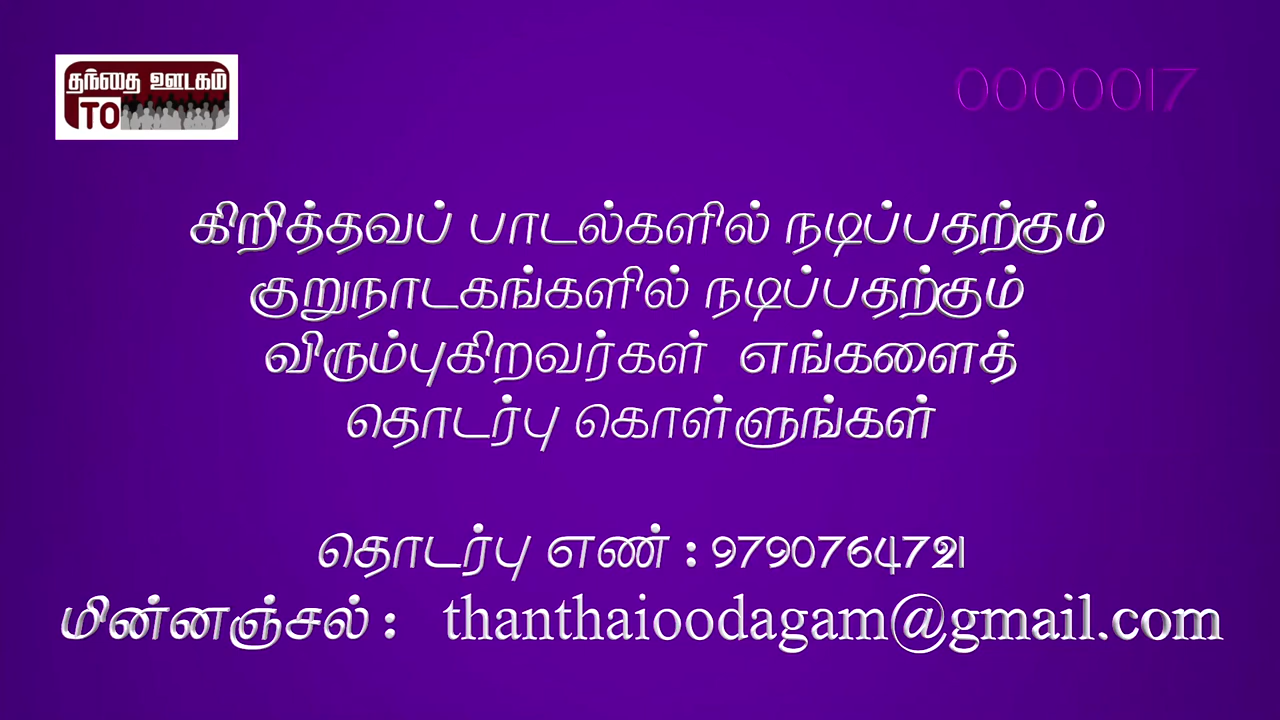 தந்தை ஊடகம்
TO
0000017
கிறித்தவப் பாடல்களில் நடிப்பதற்கும்
குறுநாடகங்களில் நடிப்பதற்கும்
விரும்புகிறவர்கள் எங்களைத்
தொடர்பு கொள்ளுங்கள்
தொடர்பு எண் : 9790764721
மின்னஞ்சல் : thanthaioodagam@gmail.com